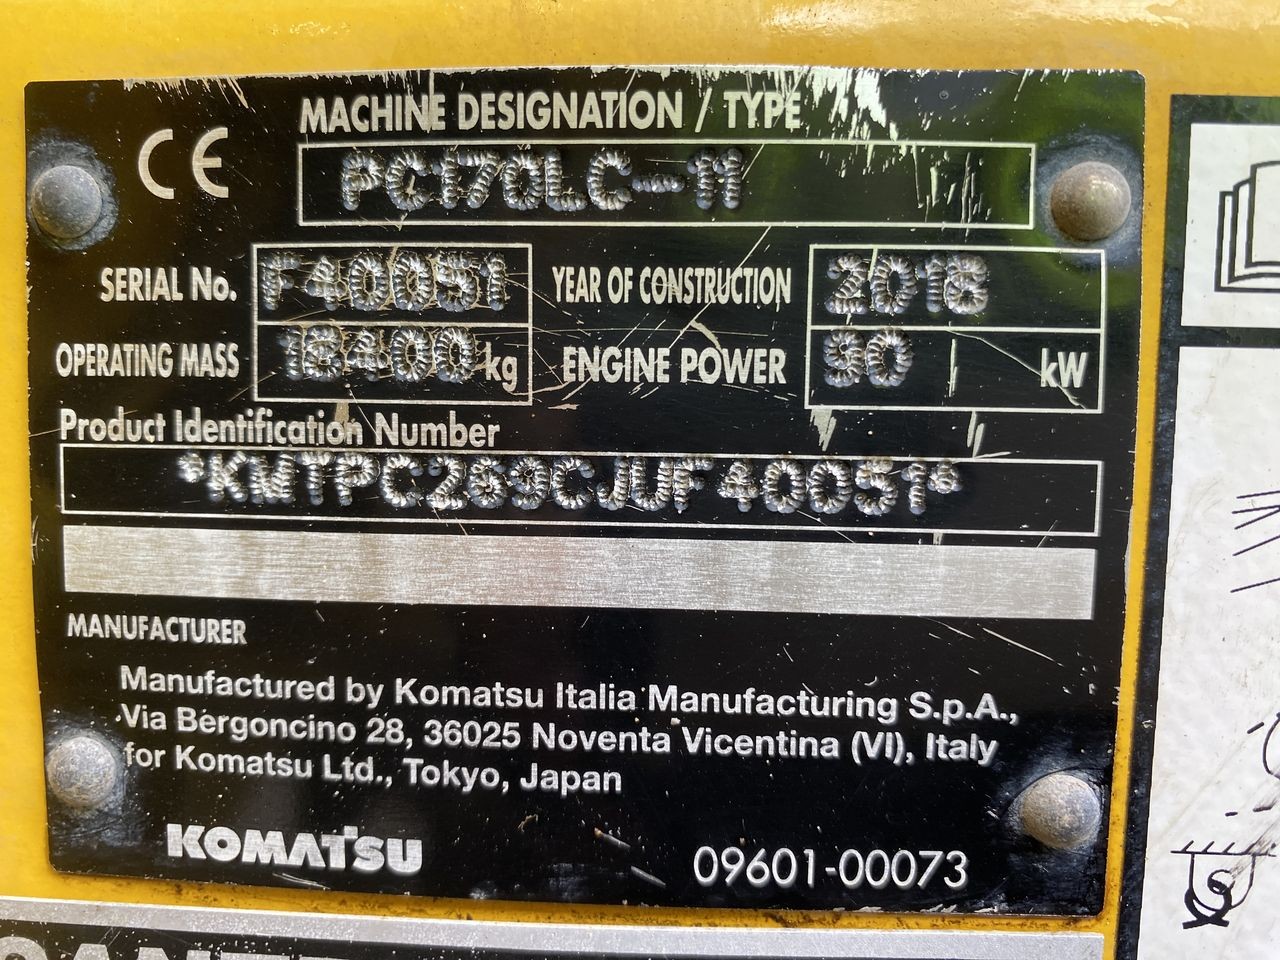 CE
MACHINE DESIGNATION / TYPE
PC170LC-11
SERIAL No. F40051 YEAR OF CONSTRUCTION 2018
OPERATING MASS 18400 kg ENGINE POWER 90 kW
Product Identification Number
*KMTPC269CJUF40051*
MANUFACTURER
Manufactured by Komatsu Italia Manufacturing S.p.A.,
Via Bergoncino 28, 36025 Noventa Vicentina (VI), Italy
for Komatsu Ltd., Tokyo, Japan
KOMATSU 09601-00073